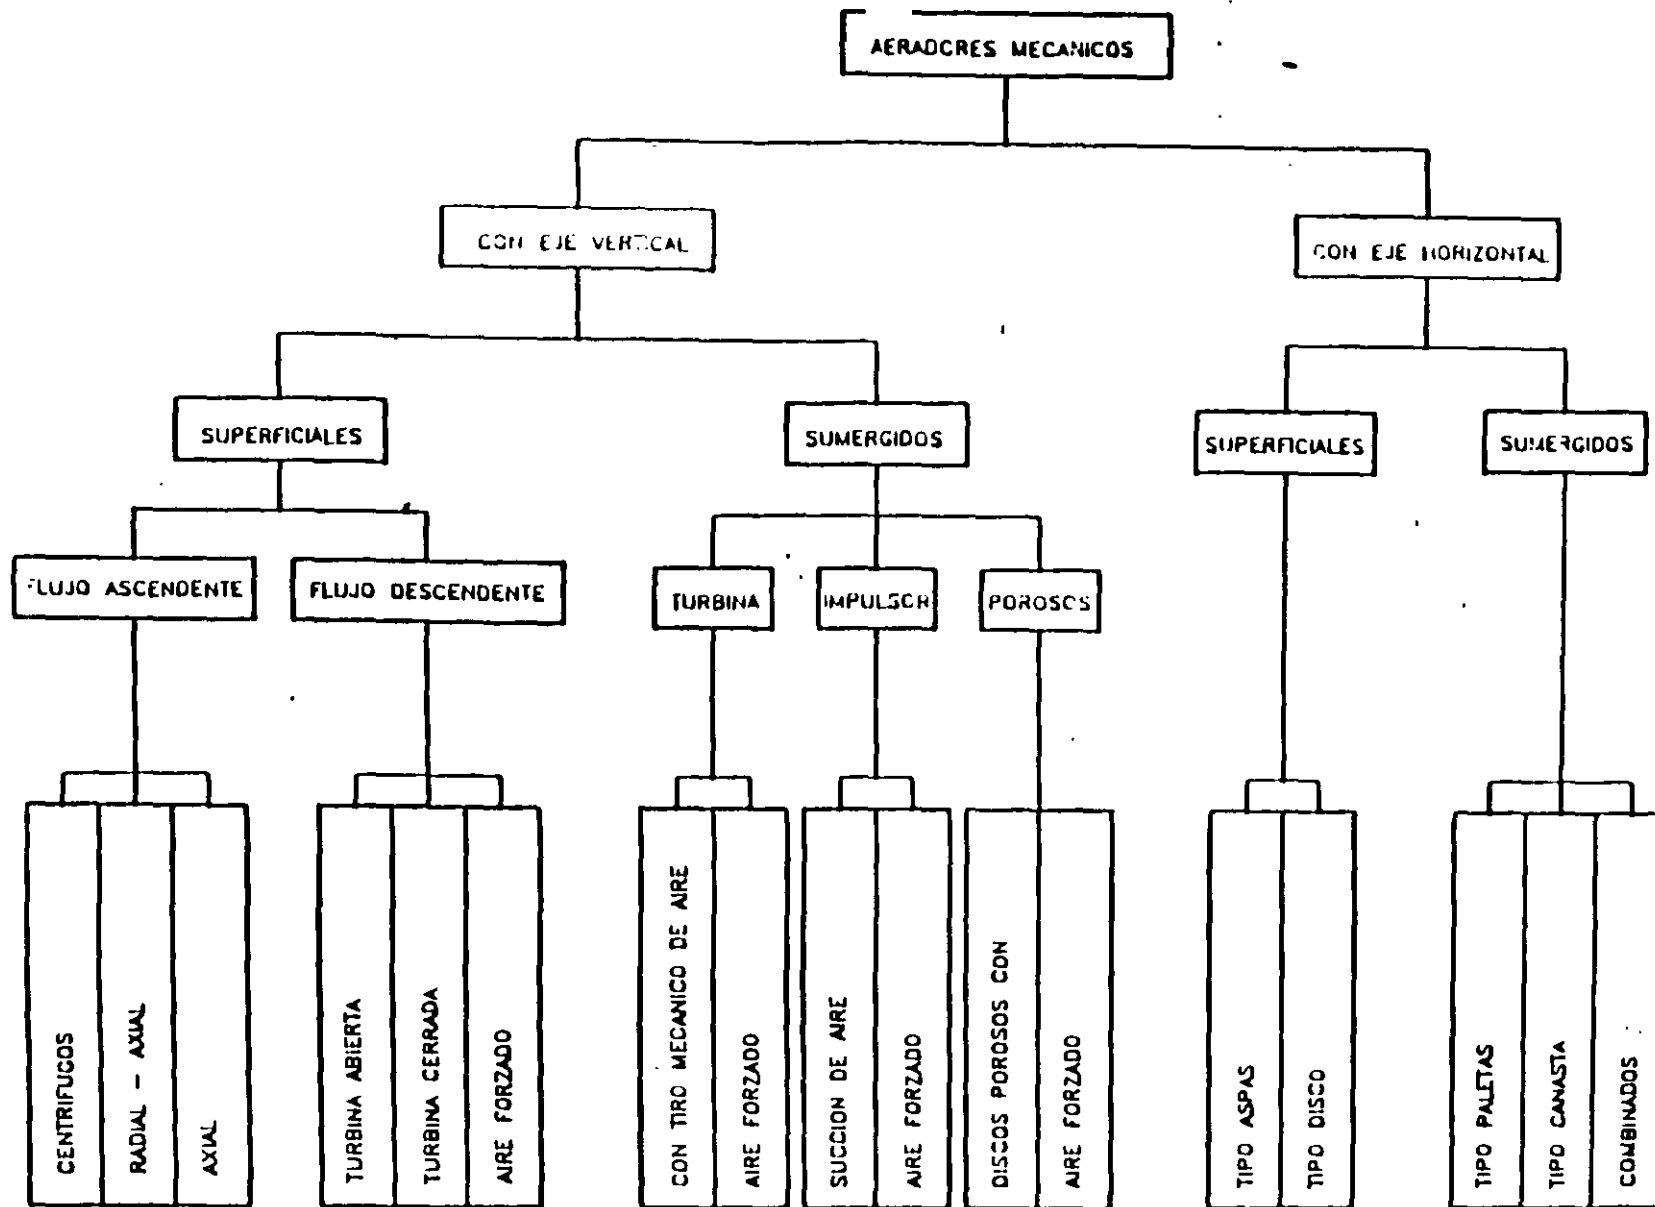 AERADORES MECANICOS
CON EJE VERTICAL
CON EJE HORIZONTAL
SUPERFICIALES
SUMERGIDOS
SUPERFICIALES
SUMERGIDOS
FLUJO ASCENDENTE
FLUJO DESCENDENTE
TURBINA
IMPULSOR
POROSOS
CENTRIFUGOS
RADIAL - AXIAL
AXIAL
TURBINA ABIERTA
TURBINA CERRADA
AIRE FORZADO
CON TIRO MECANICO DE AIRE
AIRE FORZADO
SUCCION DE AIRE
AIRE FORZADO
DISCOS POROSOS CON
AIRE FORZADO
TIPO ASPAS
TIPO DISCO
TIPO PALETAS
TIPO CANASTA
COMBINADOS